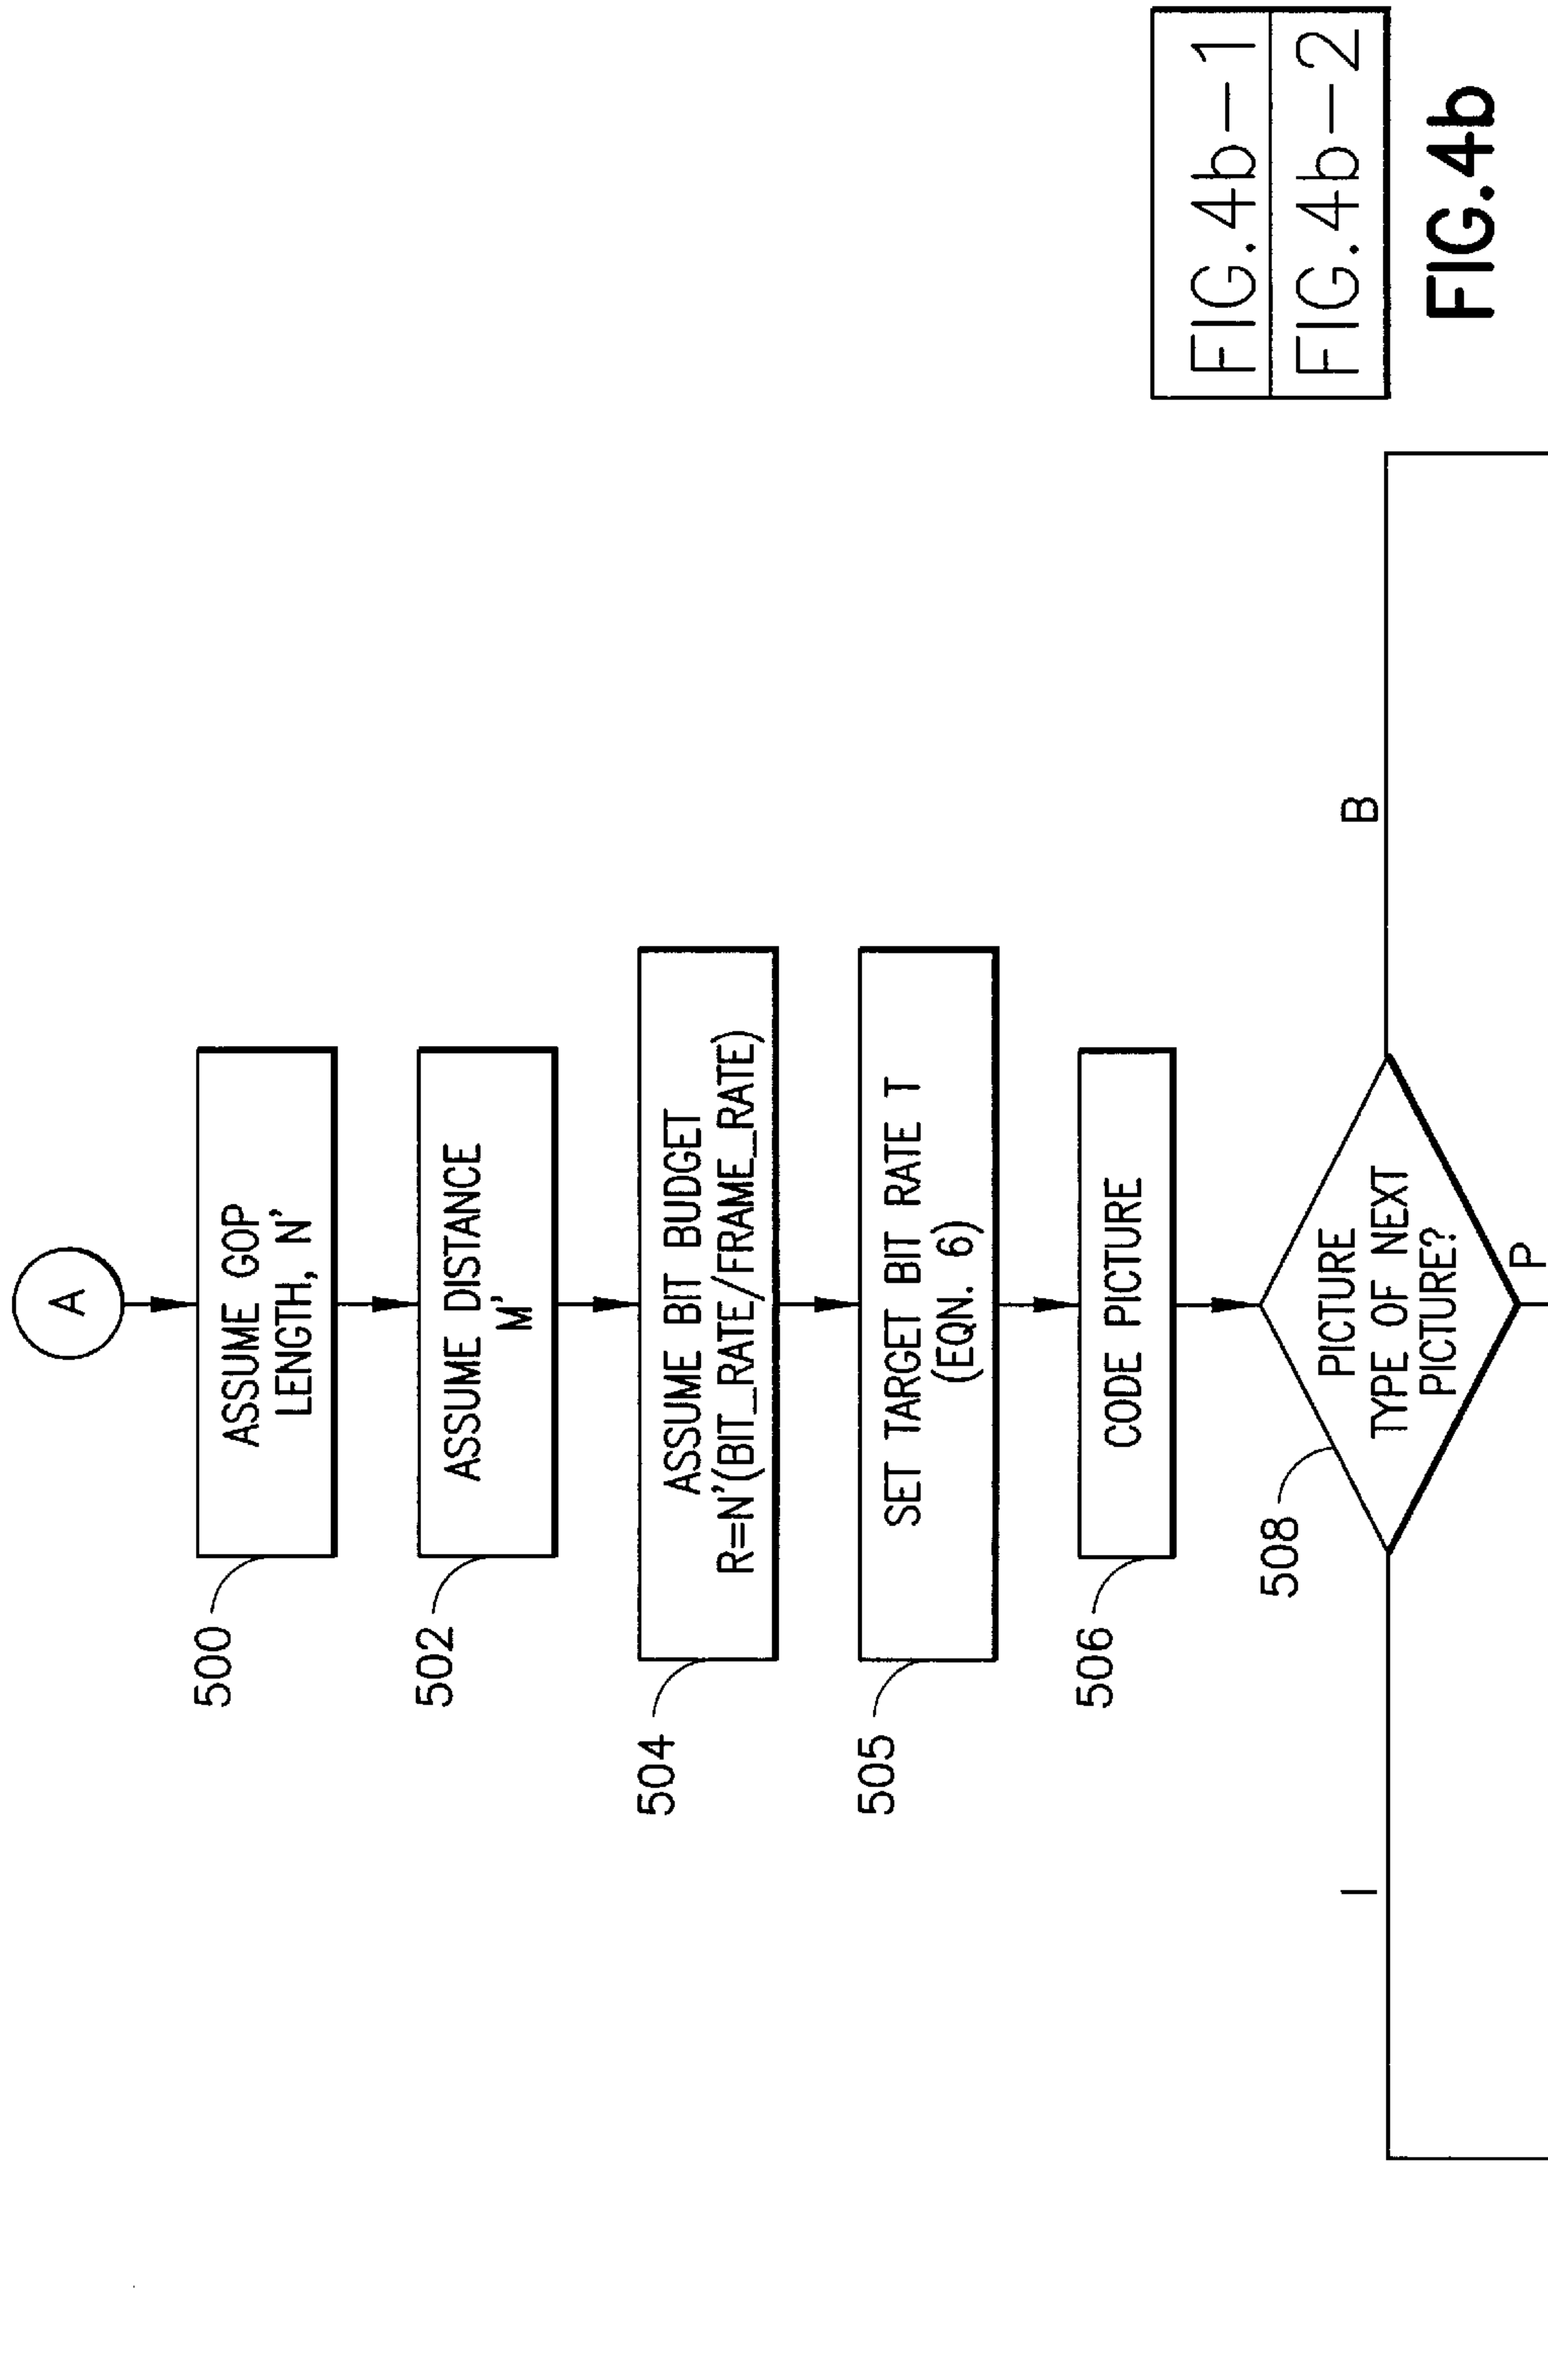 A
500
ASSUME GOP
LENGTH, N'
502
ASSUME DISTANCE
M'
504
ASSUME BIT BUDGET
R=N'(BIT_RATE/FRAME_RATE)
505
SET TARGET BIT RATE T
(EQN. 6)
506
CODE PICTURE
508
PICTURE
TYPE OF NEXT
PICTURE?
I
B
P
FIG.4b-1
FIG.4b-2
FIG.4b